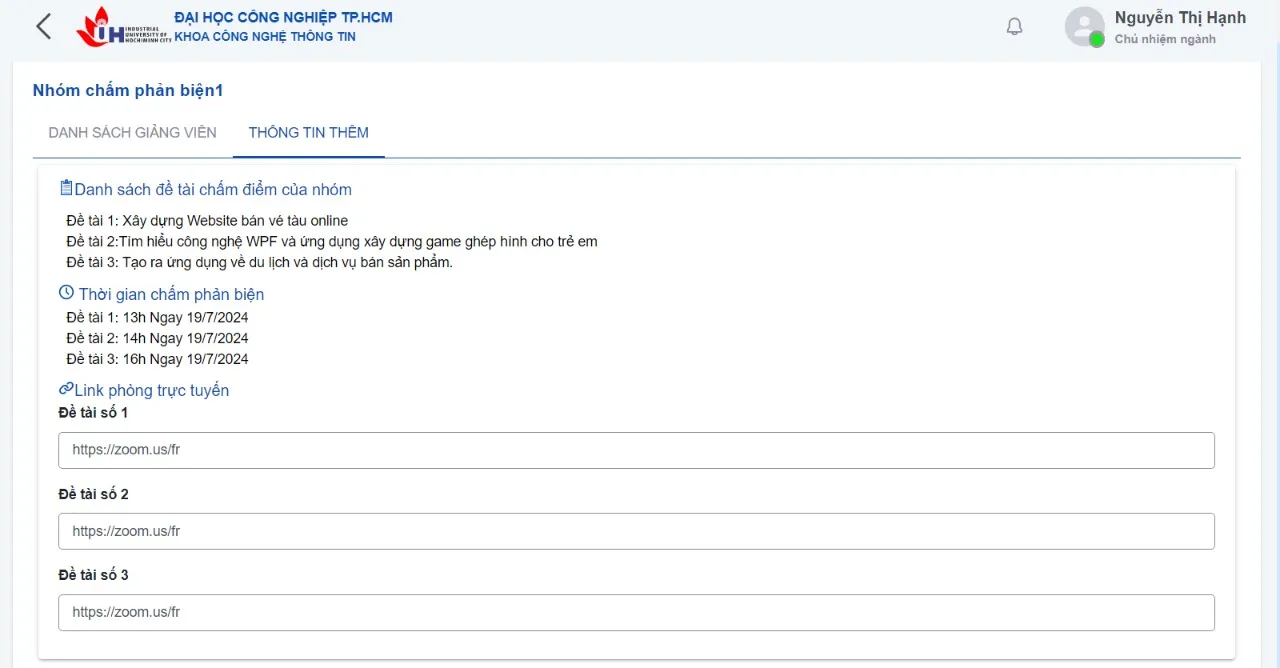 ĐẠI HỌC CÔNG NGHIỆP TP.HCM
KHOA CÔNG NGHỆ THÔNG TIN
IUH INDUSTRIAL UNIVERSITY OF HOCHIMINH CITY
Nguyễn Thị Hạnh
Chủ nhiệm ngành
Nhóm chấm phản biện1
DANH SÁCH GIẢNG VIÊN
THÔNG TIN THÊM
Danh sách đề tài chấm điểm của nhóm
Đề tài 1: Xây dựng Website bán vé tàu online
Đề tài 2:Tìm hiểu công nghệ WPF và ứng dụng xây dựng game ghép hình cho trẻ em
Đề tài 3: Tạo ra ứng dụng về du lịch và dịch vụ bán sản phẩm.
Thời gian chấm phản biện
Đề tài 1: 13h Ngay 19/7/2024
Đề tài 2: 14h Ngay 19/7/2024
Đề tài 3: 16h Ngay 19/7/2024
Link phòng trực tuyến
Đề tài số 1
https://zoom.us/fr
Đề tài số 2
https://zoom.us/fr
Đề tài số 3
https://zoom.us/fr